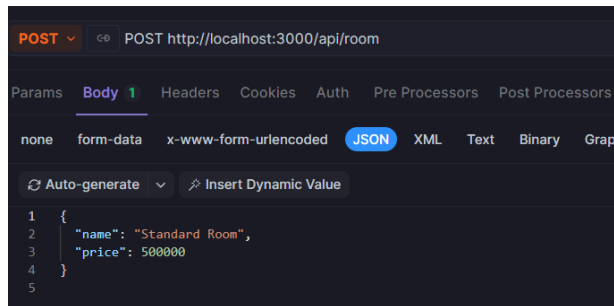 POST POST http://localhost:3000/api/room
Params Body 1 Headers Cookies Auth Pre Processors Post Processors
none form-data x-www-form-urlencoded JSON XML Text Binary Grap
Auto-generate Insert Dynamic Value
1 {
2 "name": "Standard Room",
3 "price": 500000
4 }
5